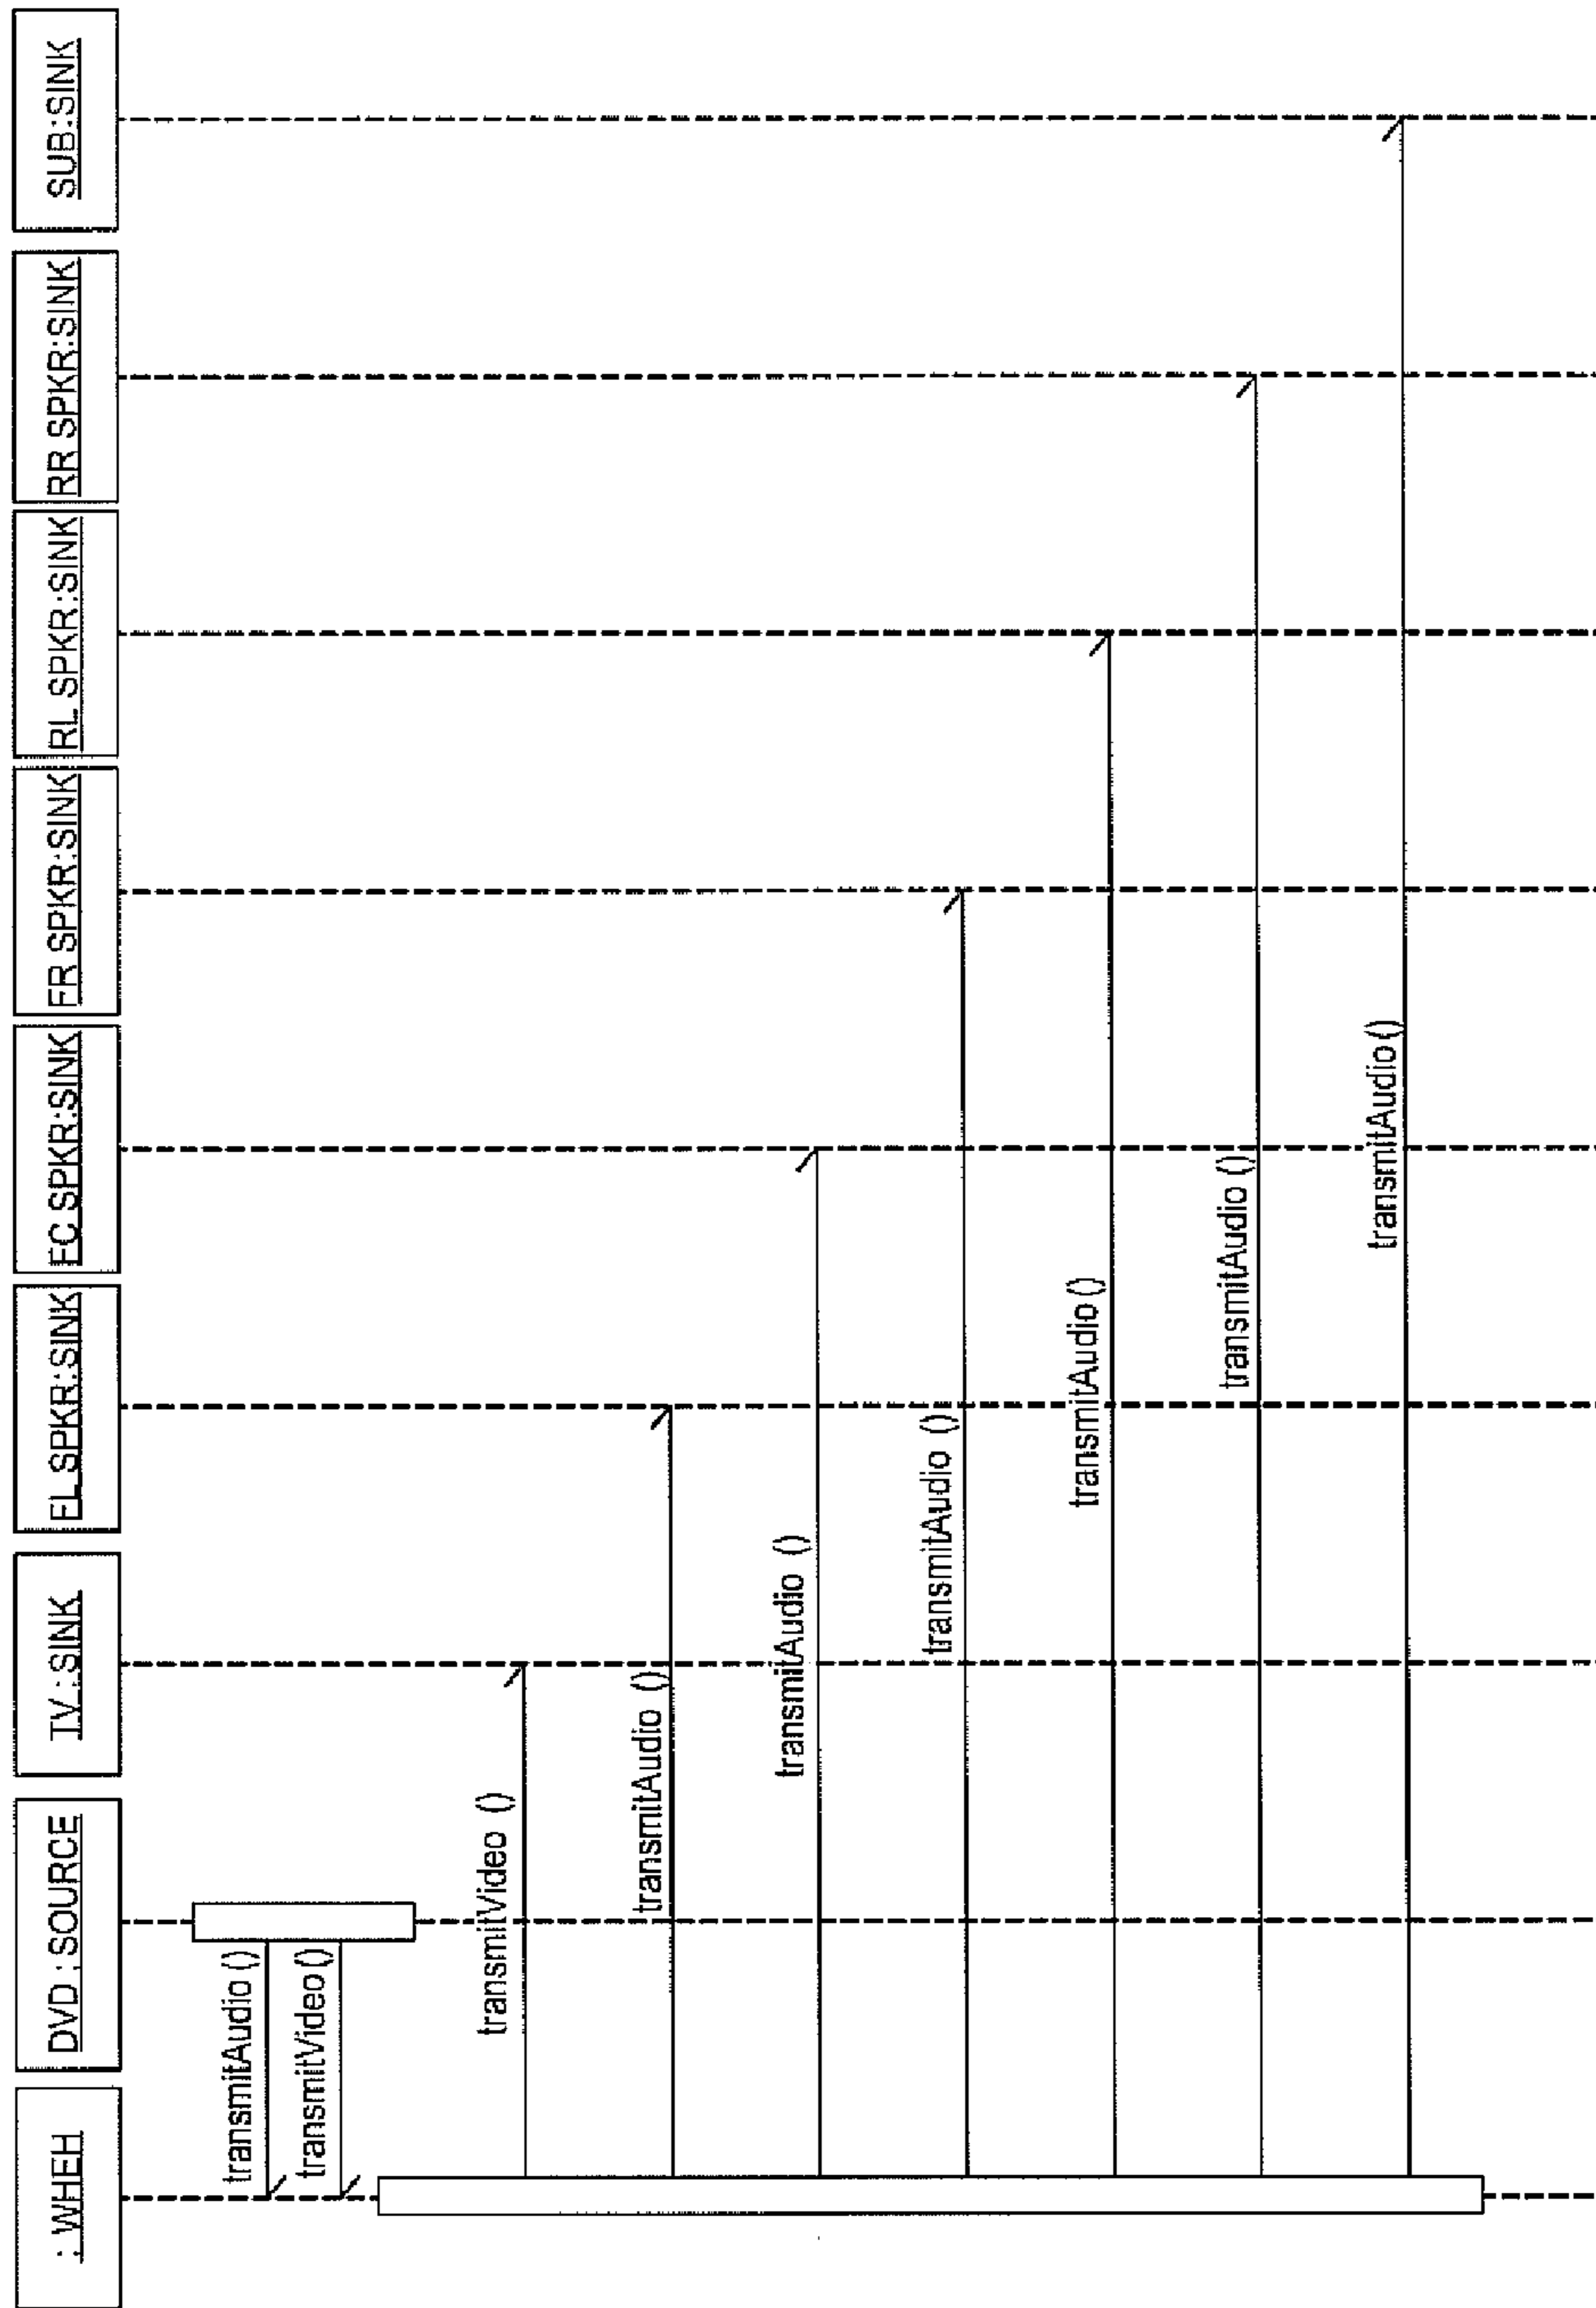 : WHEH
DVD : SOURCE
TV :SINK
FL SPKR:SINK
FC SPKR:SINK
FR SPKR:SINK
RL SPKR:SINK
RR SPKR:SINK
SUB:SINK
transmitAudio ()
transmitVideo ()
transmitVideo ()
transmitAudio ()
transmitAudio ()
transmitAudio ()
transmitAudio ()
transmitAudio ()
transmitAudio ()